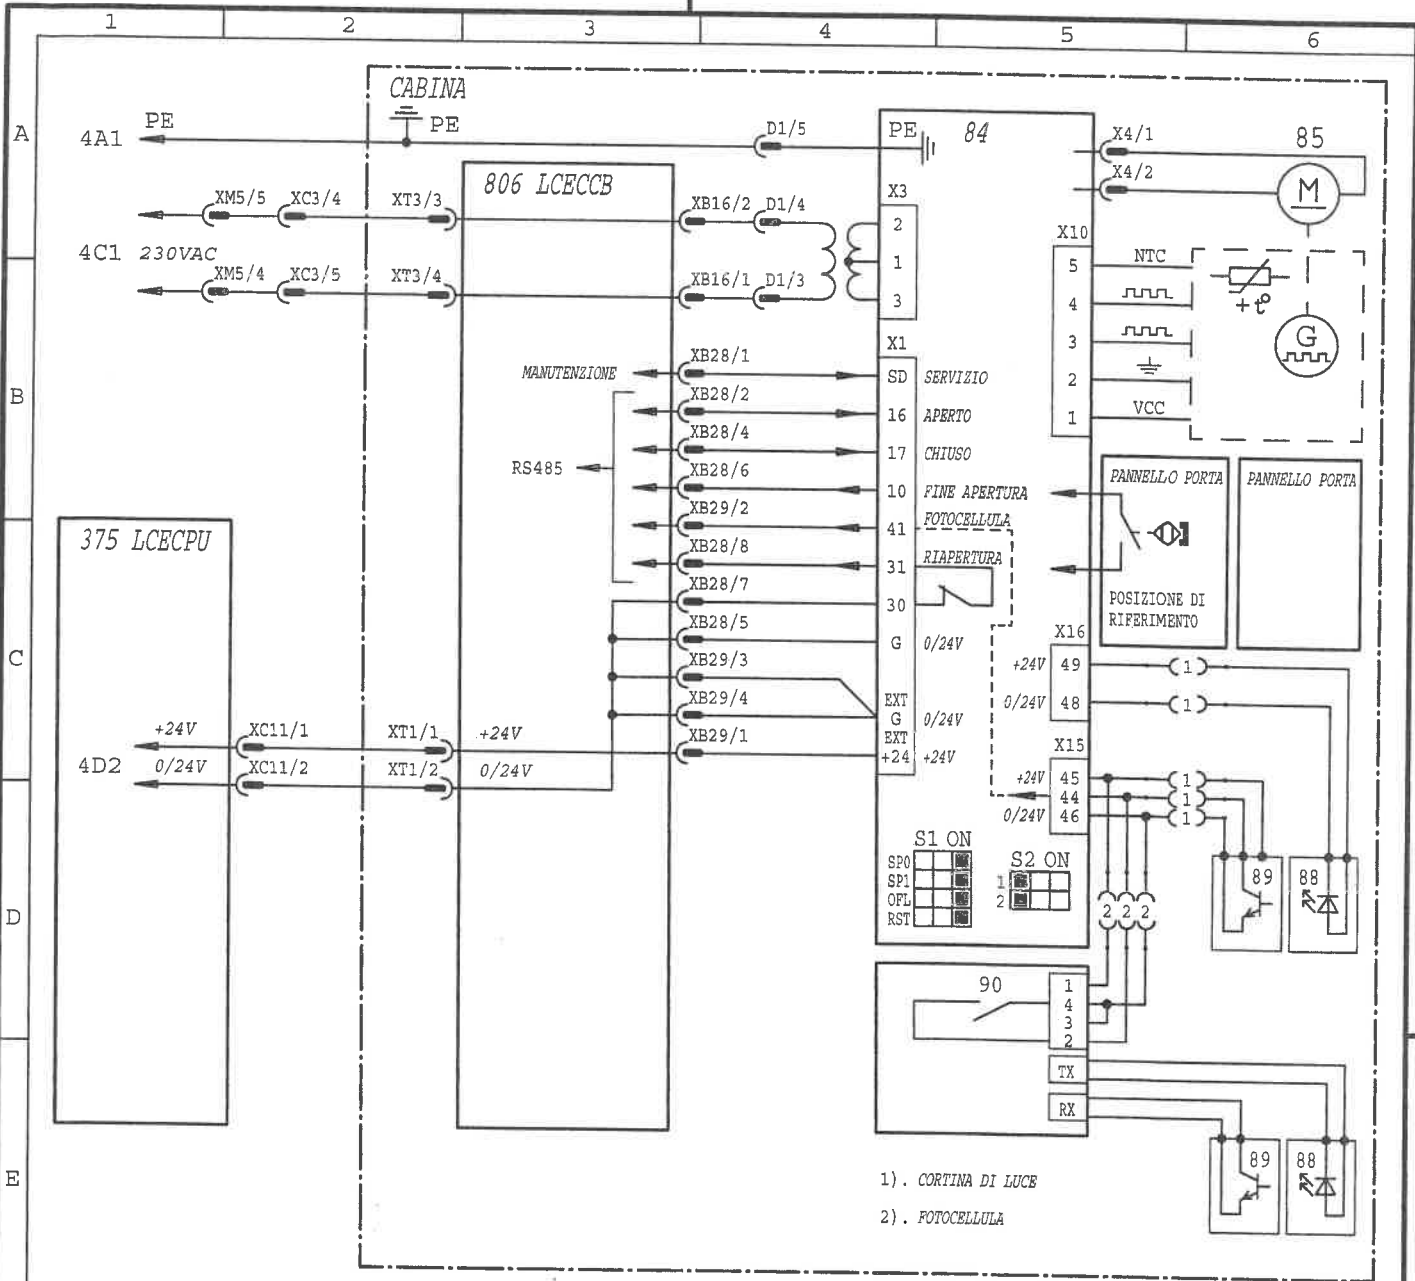 1 2 3 4 5 6
A
B
C
D
E
CABINA
4A1 PE
PE
D1/5
PE
84
X4/1
85
X4/2
M
806 LCECCB
XM5/5 XC3/4 XT3/3
XB16/2 D1/4
X3
2
1
3
4C1 230VAC
XM5/4 XC3/5 XT3/4
XB16/1 D1/3
X10
5 NTC
4
3
2
1 VCC
+t°
G
X1
MANUTENZIONE XB28/1 SD SERVIZIO
XB28/2 16 APERTO
XB28/4 17 CHIUSO
RS485
XB28/6 10 FINE APERTURA
XB29/2 41 FOTOCELLULA
XB28/8 31 RIAPERTURA
XB28/7 30
XB28/5 G 0/24V
XB29/3
EXT
XB29/4 G 0/24V
EXT
XB29/1 +24 +24V
PANNELLO PORTA
PANNELLO PORTA
POSIZIONE DI
RIFERIMENTO
375 LCECPU
+24V XC11/1 XT1/1 +24V
4D2 0/24V XC11/2 XT1/2 0/24V
X16
+24V 49 1
0/24V 48 1
X15
+24V 45 1
44 1
0/24V 46 1
S1 ON
SP0
SP1
OFL
RST
S2 ON
1
2
2 2 2
89 88
90
1
4
3
2
TX
RX
89 88
1). CORTINA DI LUCE
2). FOTOCELLULA